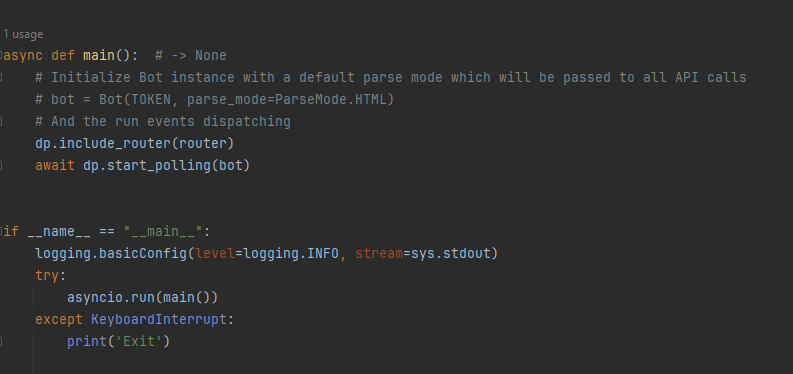 1 usage
async def main():  # -> None
    # Initialize Bot instance with a default parse mode which will be passed to all API calls
    # bot = Bot(TOKEN, parse_mode=ParseMode.HTML)
    # And the run events dispatching
    dp.include_router(router)
    await dp.start_polling(bot)
if __name__ == "__main__":
    logging.basicConfig(level=logging.INFO, stream=sys.stdout)
    try:
        asyncio.run(main())
    except KeyboardInterrupt:
        print('Exit')